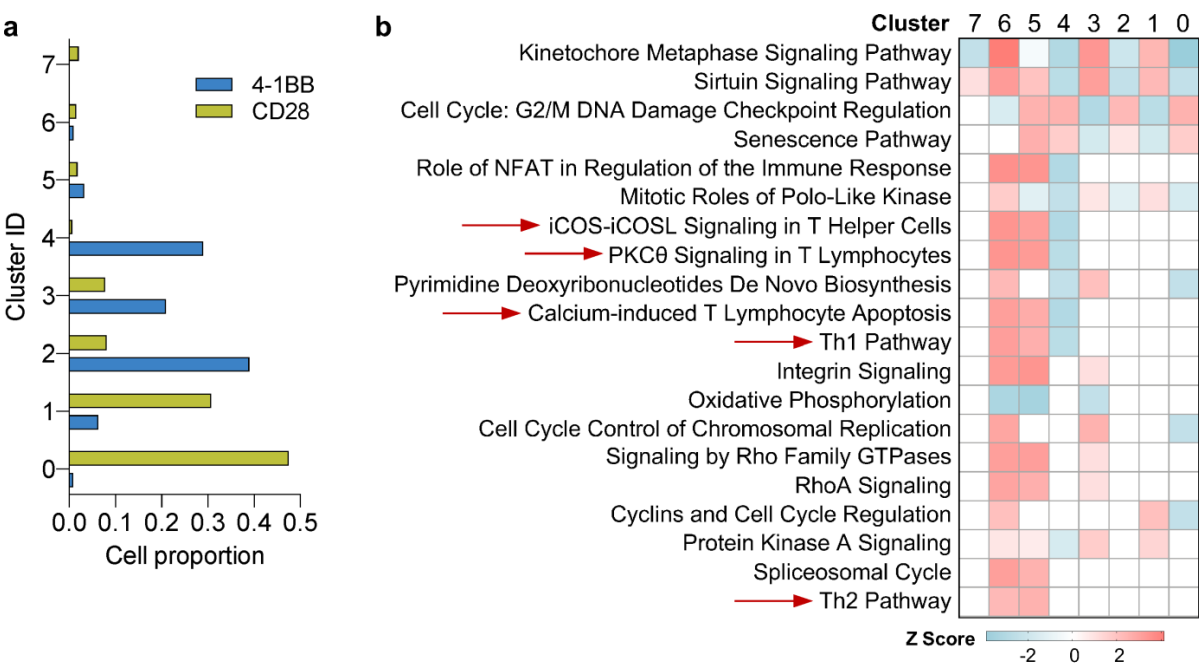 a
7
6
5
4
3
2
1
0
Cluster ID
4-1BB
CD28
0.0 0.1 0.2 0.3 0.4 0.5
Cell proportion
b
Cluster 7 6 5 4 3 2 1 0
Kinetochore Metaphase Signaling Pathway
Sirtuin Signaling Pathway
Cell Cycle: G2/M DNA Damage Checkpoint Regulation
Senescence Pathway
Role of NFAT in Regulation of the Immune Response
Mitotic Roles of Polo-Like Kinase
iCOS-iCOSL Signaling in T Helper Cells
PKCθ Signaling in T Lymphocytes
Pyrimidine Deoxyribonucleotides De Novo Biosynthesis
Calcium-induced T Lymphocyte Apoptosis
Th1 Pathway
Integrin Signaling
Oxidative Phosphorylation
Cell Cycle Control of Chromosomal Replication
Signaling by Rho Family GTPases
RhoA Signaling
Cyclins and Cell Cycle Regulation
Protein Kinase A Signaling
Spliceosomal Cycle
Th2 Pathway
Z Score
-2 0 2